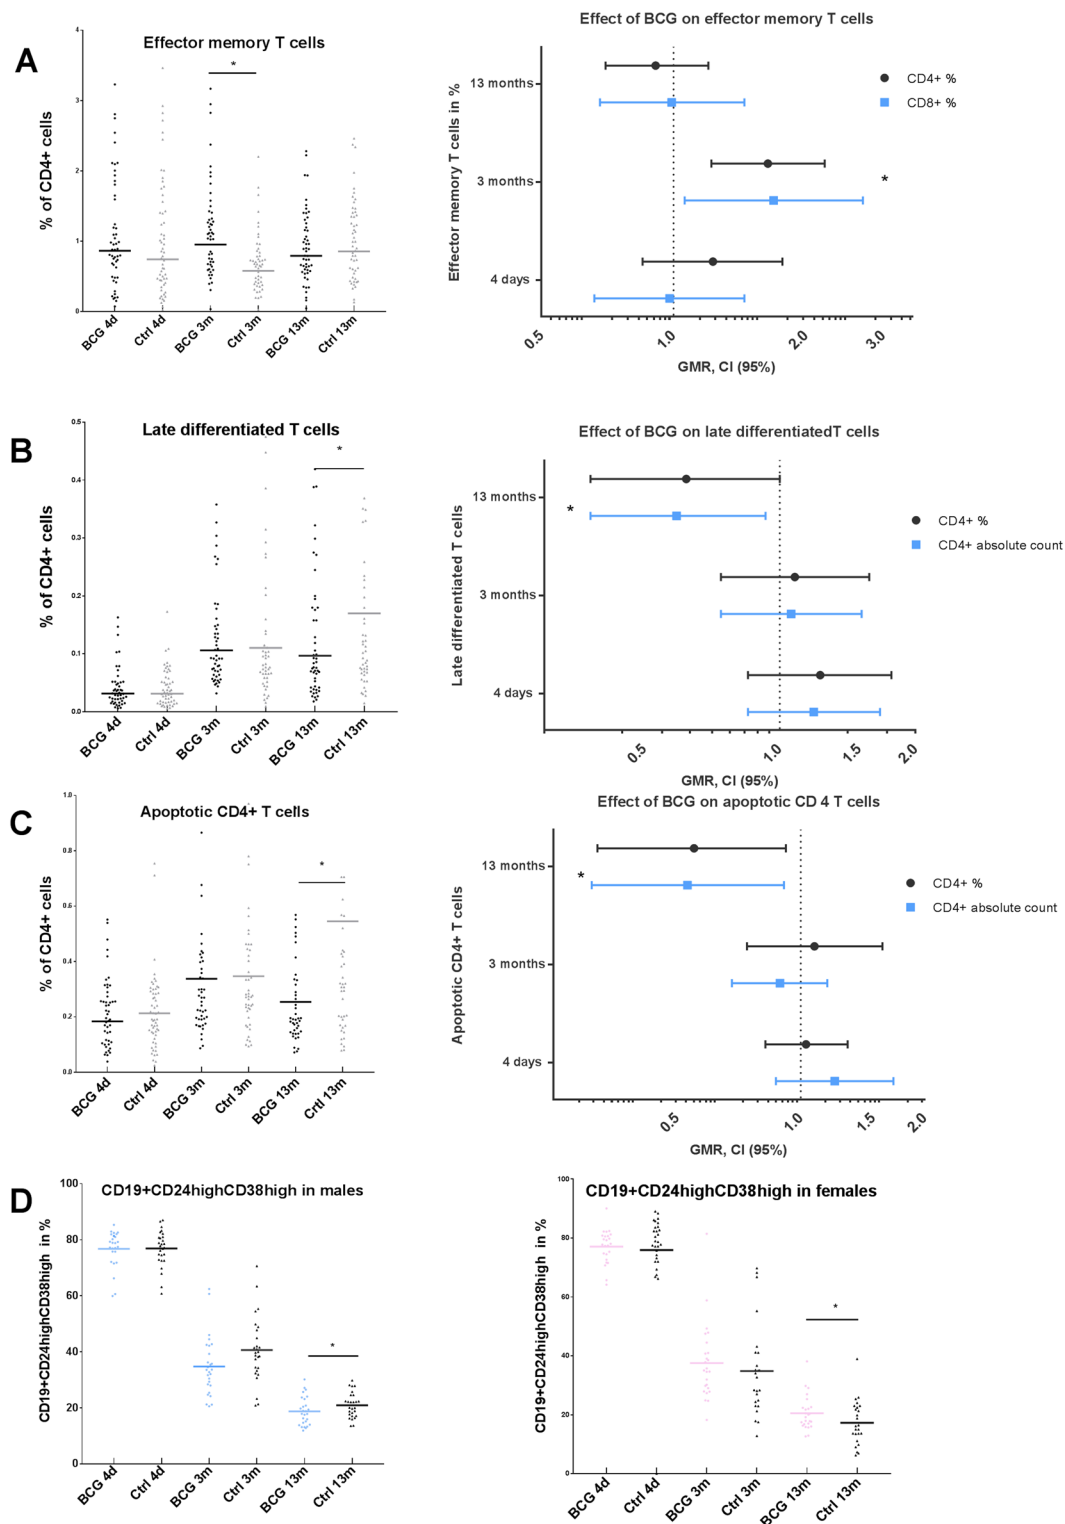 A
Effector memory T cells
*
% of CD4+ cells
4
3
2
1
0
BCG 4d
Ctrl 4d
BCG 3m
Ctrl 3m
BCG 13m
Ctrl 13m
Effect of BCG on effector memory T cells
Effector memory T cells in %
13 months
3 months
4 days
*
CD4+ %
CD8+ %
0.5
1.0
2.0
3.0
GMR, CI (95%)
B
Late differentiated T cells
*
% of CD4+ cells
0.5
0.4
0.3
0.2
0.1
0.0
BCG 4d
Ctrl 4d
BCG 3m
Ctrl 3m
BCG 13m
Ctrl 13m
Effect of BCG on late differentiatedT cells
Late differentiated T cells
13 months
*
3 months
4 days
CD4+ %
CD4+ absolute count
0.5
1.0
1.5
2.0
GMR, CI (95%)
C
Apoptotic CD4+ T cells
*
% of CD4+ cells
1.0
0.8
0.6
0.4
0.2
0.0
BCG 4d
Ctrl 4d
BCG 3m
Ctrl 3m
BCG 13m
Crtl 13m
Effect of BCG on apoptotic CD 4 T cells
Apoptotic CD4+ T cells
13 months
*
3 months
4 days
CD4+ %
CD4+ absolute count
0.5
1.0
1.5
2.0
GMR, CI (95%)
D
CD19+CD24highCD38high in males
CD19+CD24highCD38high in %
100
80
60
40
20
0
*
BCG 4d
Ctrl 4d
BCG 3m
Ctrl 3m
BCG 13m
Ctrl 13m
CD19+CD24highCD38high in females
CD19+CD24highCD38high in %
100
80
60
40
20
0
*
BCG 4d
Ctrl 4d
BCG 3m
Ctrl 3m
BCG 13m
Ctrl 13m